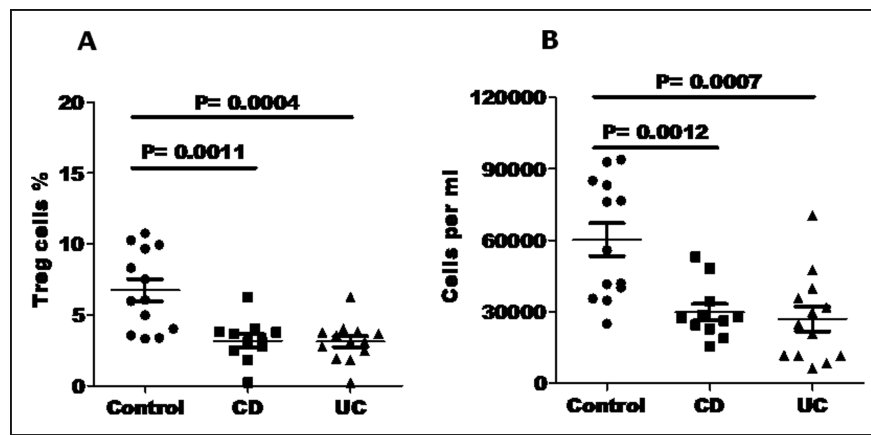 A
Treg cells %
20
15
10
5
0
P= 0.0004
P= 0.0011
Control
CD
UC
B
Cells per ml
120000
90000
60000
30000
0
P= 0.0007
P= 0.0012
Control
CD
UC